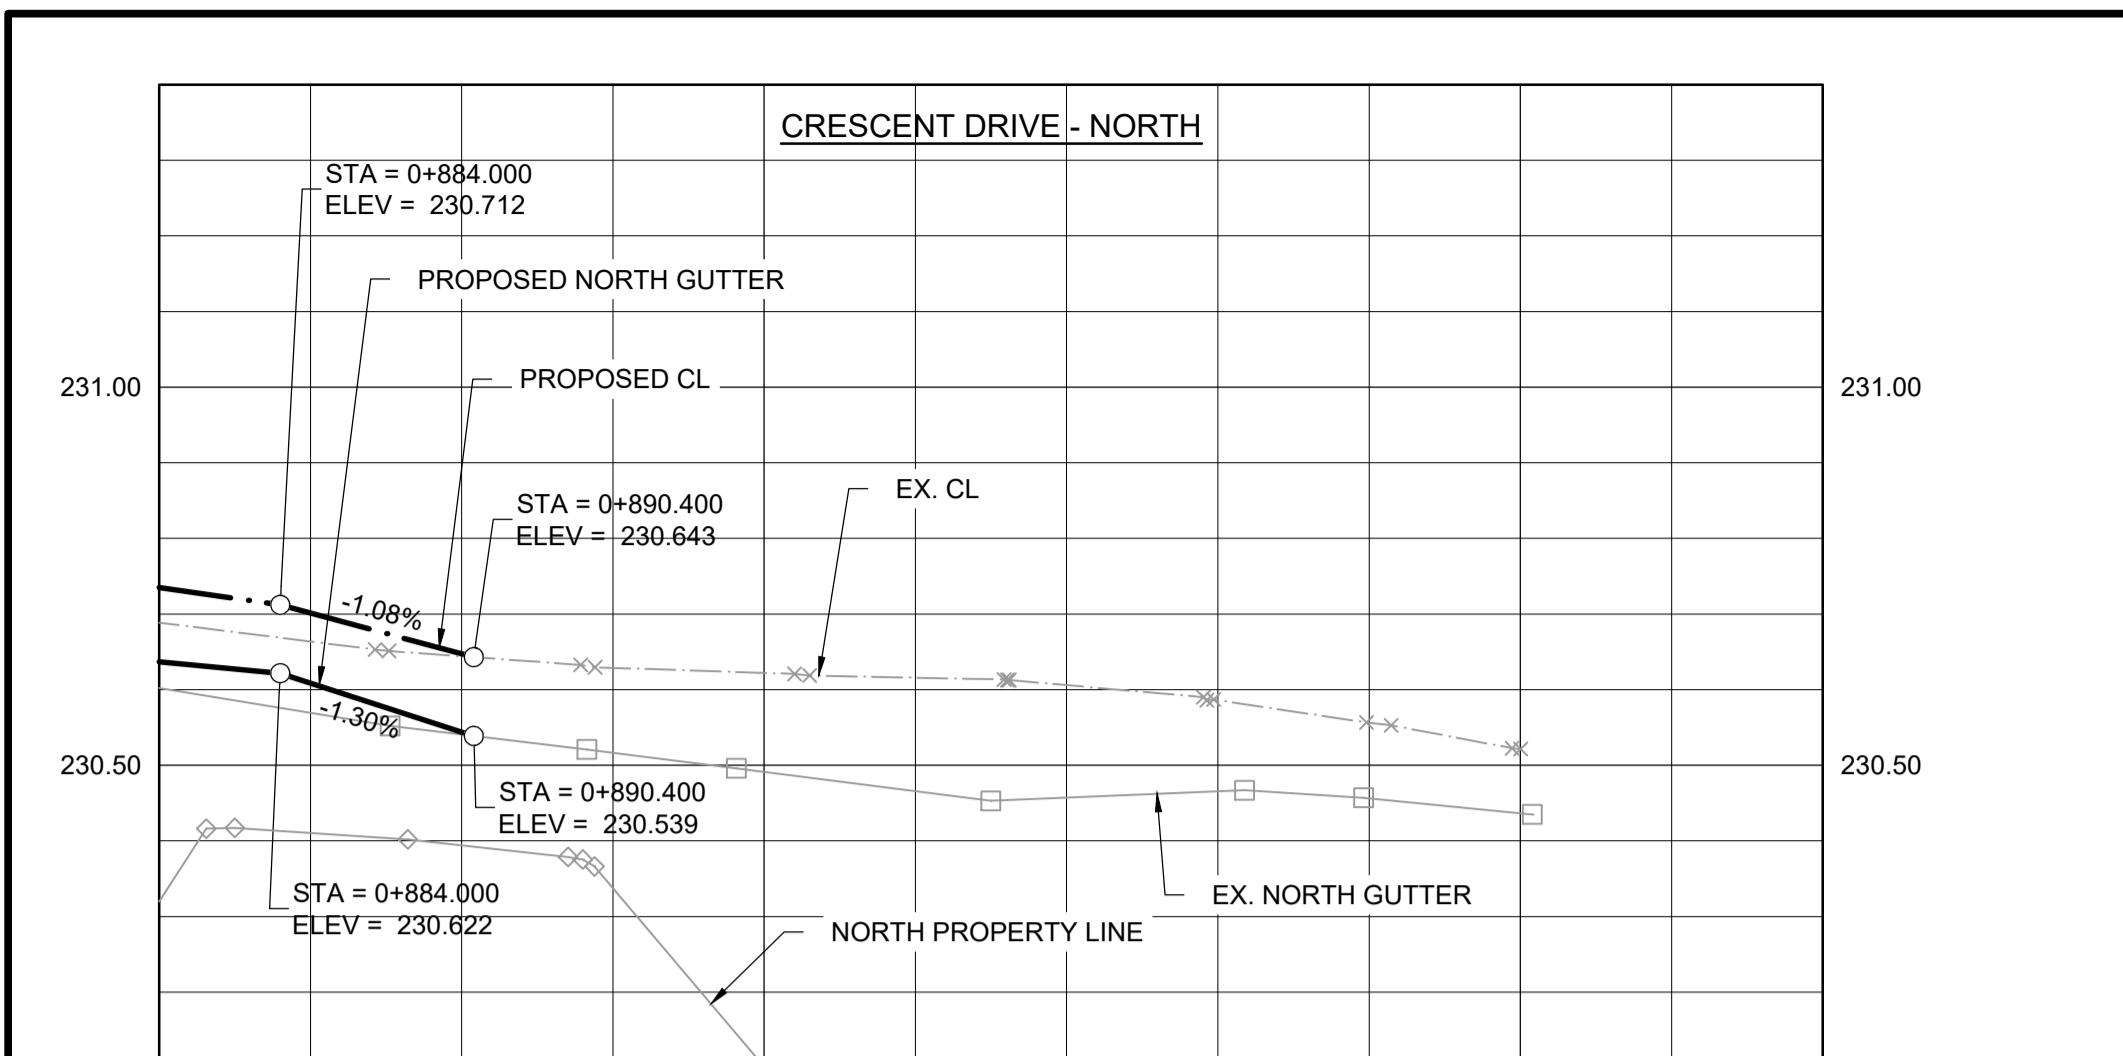 CRESCENT DRIVE - NORTH
STA = 0+884.000
ELEV = 230.712
PROPOSED NORTH GUTTER
PROPOSED CL
231.00
231.00
EX. CL
STA = 0+890.400
ELEV = 230.643
-1.08%
-1.30%
230.50
230.50
STA = 0+890.400
ELEV = 230.539
STA = 0+884.000
ELEV = 230.622
EX. NORTH GUTTER
NORTH PROPERTY LINE